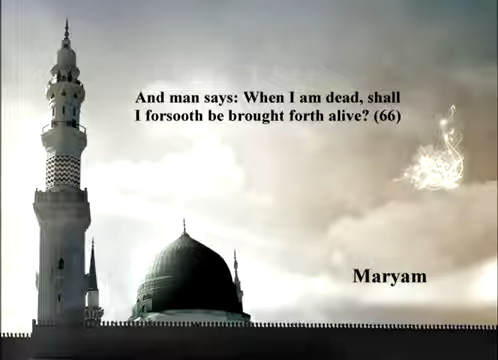 And man says: When I am dead, shall
I forsooth be brought forth alive? (66)
Maryam